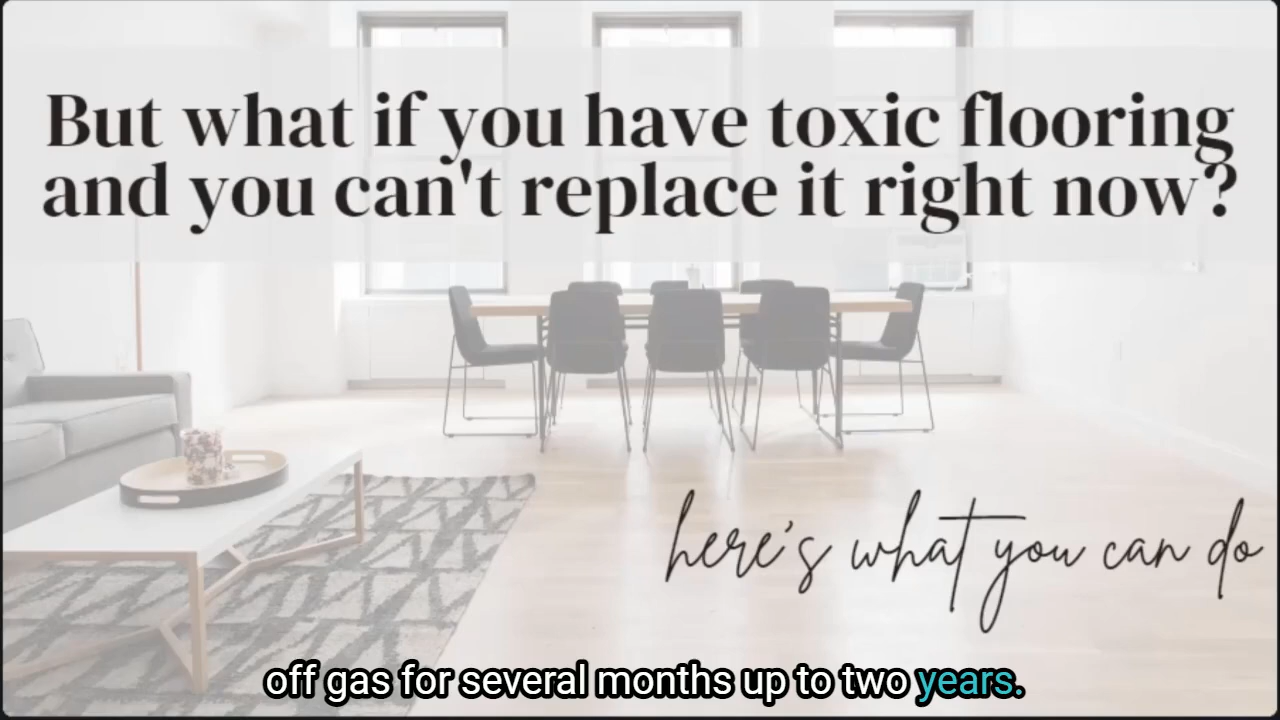 But what if you have toxic flooring
and you can't replace it right now?
here's what you can do
off gas for several months up to two years.